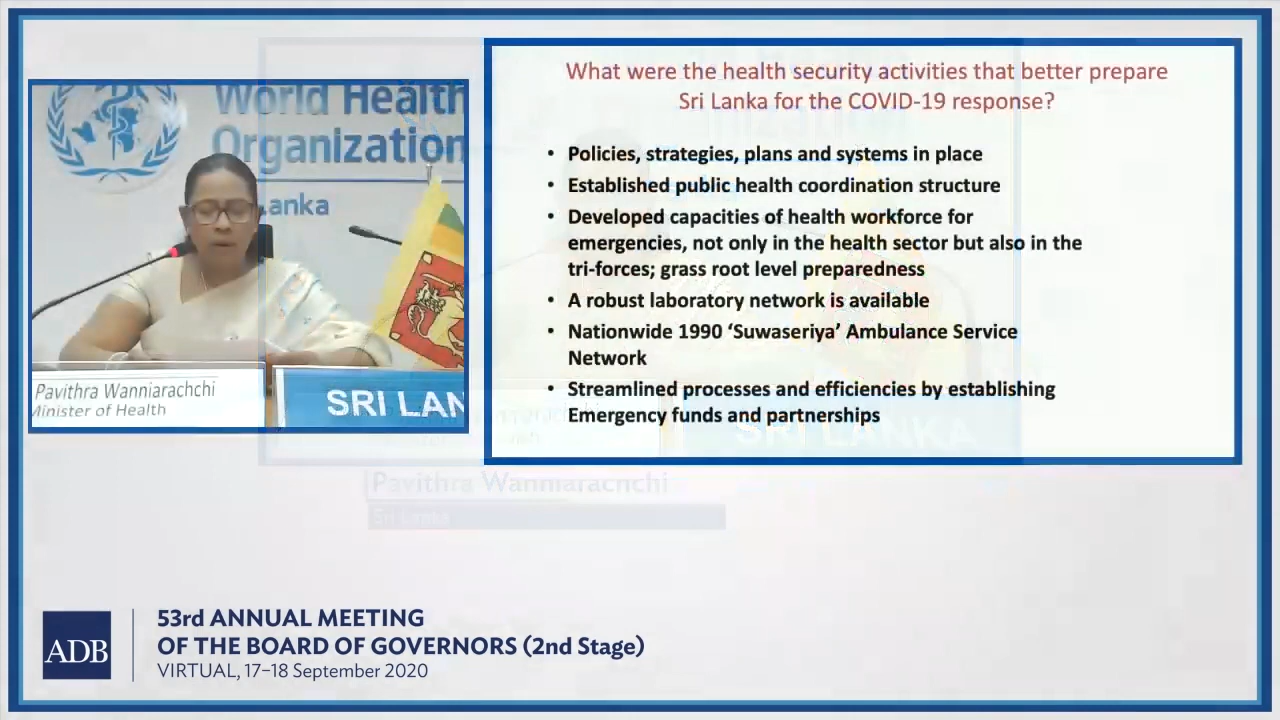 World Health
Organization
Lanka
Pavithra Wanniarachchi
Minister of Health
SRI LAN
What were the health security activities that better prepare
Sri Lanka for the COVID-19 response?
• Policies, strategies, plans and systems in place
• Established public health coordination structure
• Developed capacities of health workforce for
emergencies, not only in the health sector but also in the
tri-forces; grass root level preparedness
• A robust laboratory network is available
• Nationwide 1990 ‘Suwaseriya’ Ambulance Service
Network
• Streamlined processes and efficiencies by establishing
Emergency funds and partnerships
SRI LANKA
Pavithra Wanniarachchi
Sri Lanka
ADB
53rd ANNUAL MEETING
OF THE BOARD OF GOVERNORS (2nd Stage)
VIRTUAL, 17–18 September 2020